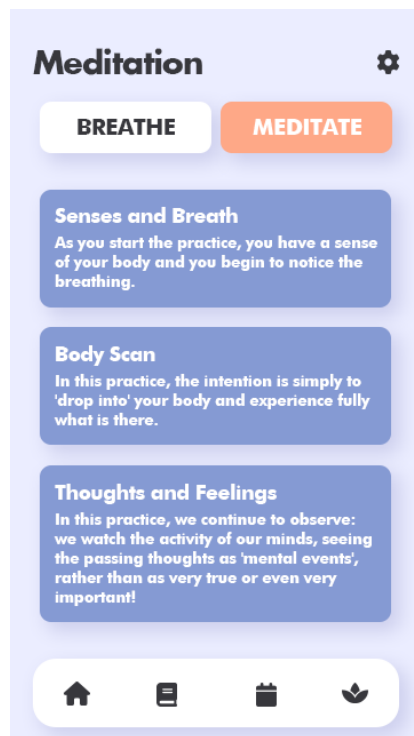 Meditation
BREATHE
MEDITATE
Senses and Breath
As you start the practice, you have a sense
of your body and you begin to notice the
breathing.
Body Scan
In this practice, the intention is simply to
'drop into' your body and experience fully
what is there.
Thoughts and Feelings
In this practice, we continue to observe:
we watch the activity of our minds, seeing
the passing thoughts as 'mental events',
rather than as very true or even very
important!